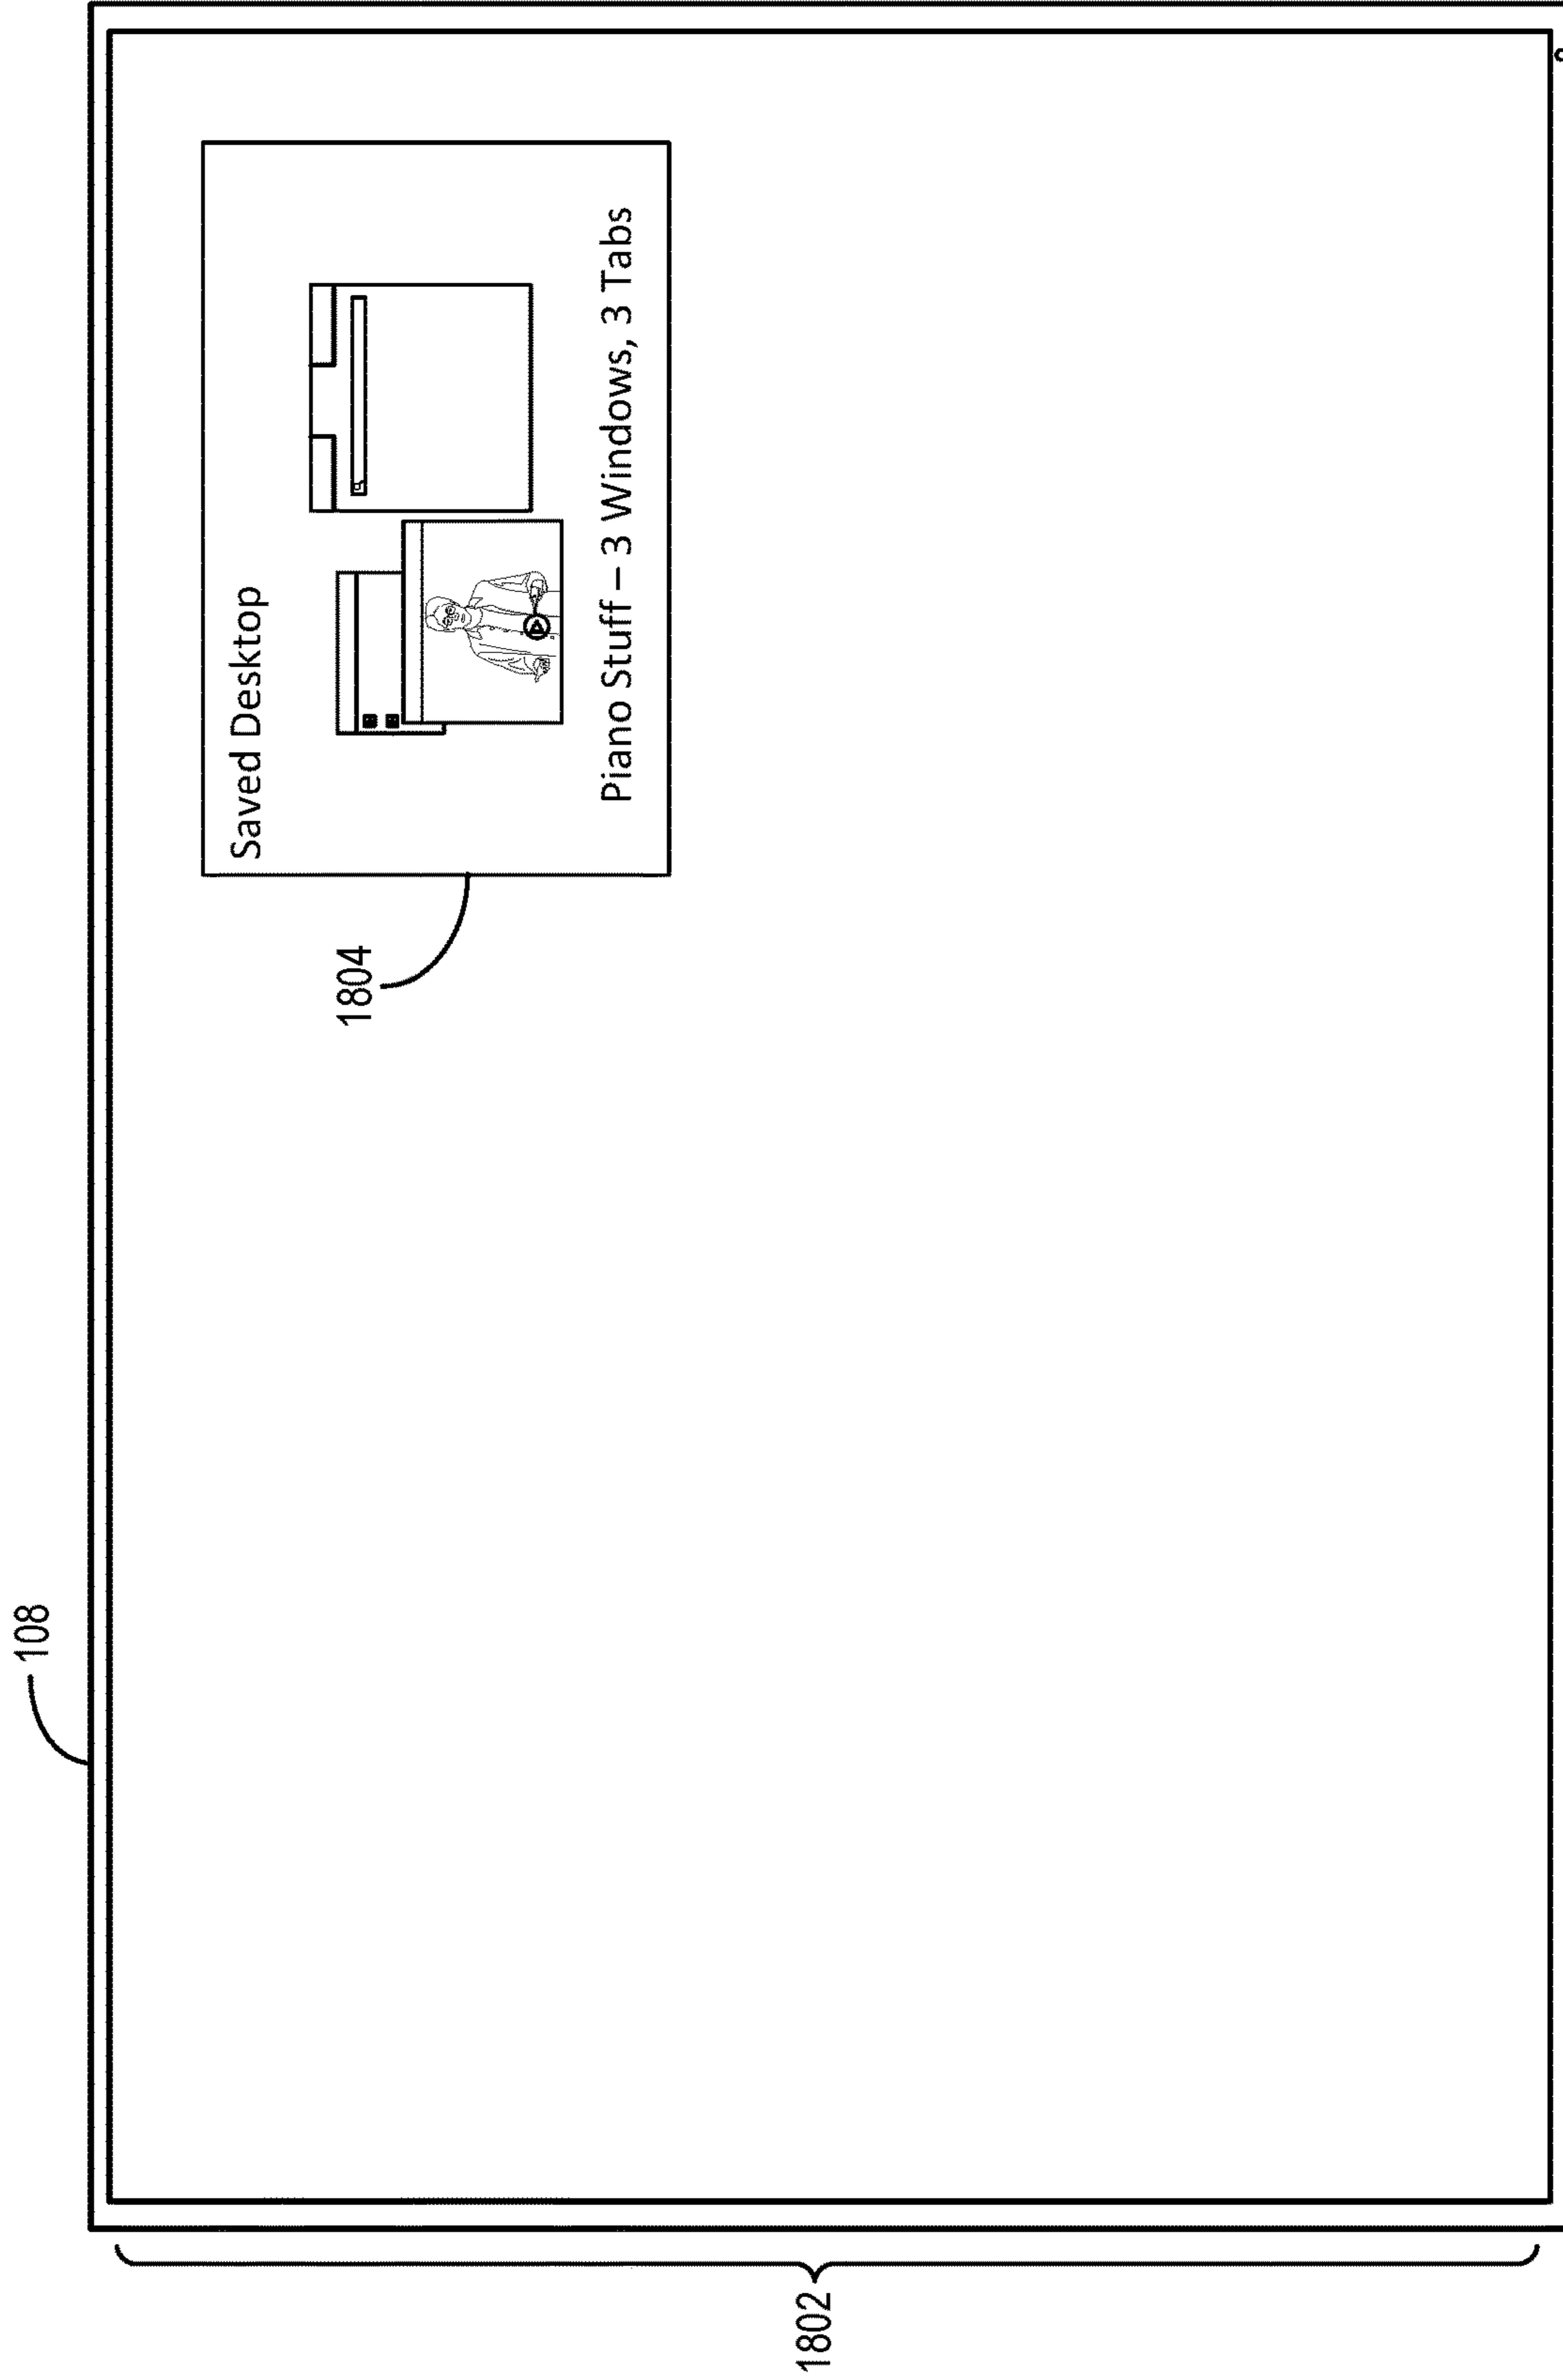 108
1802
1804
Saved Desktop
Piano Stuff – 3 Windows, 3 Tabs